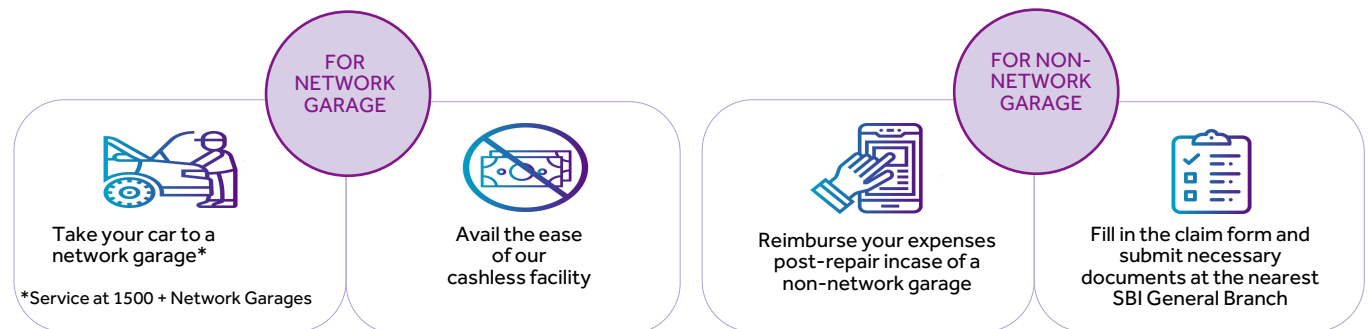 FOR
NETWORK
GARAGE
Take your car to a
network garage*
*Service at 1500 + Network Garages
Avail the ease
of our
cashless facility
FOR NON-
NETWORK
GARAGE
Reimburse your expenses
post-repair incase of a
non-network garage
Fill in the claim form and
submit necessary
documents at the nearest
SBI General Branch